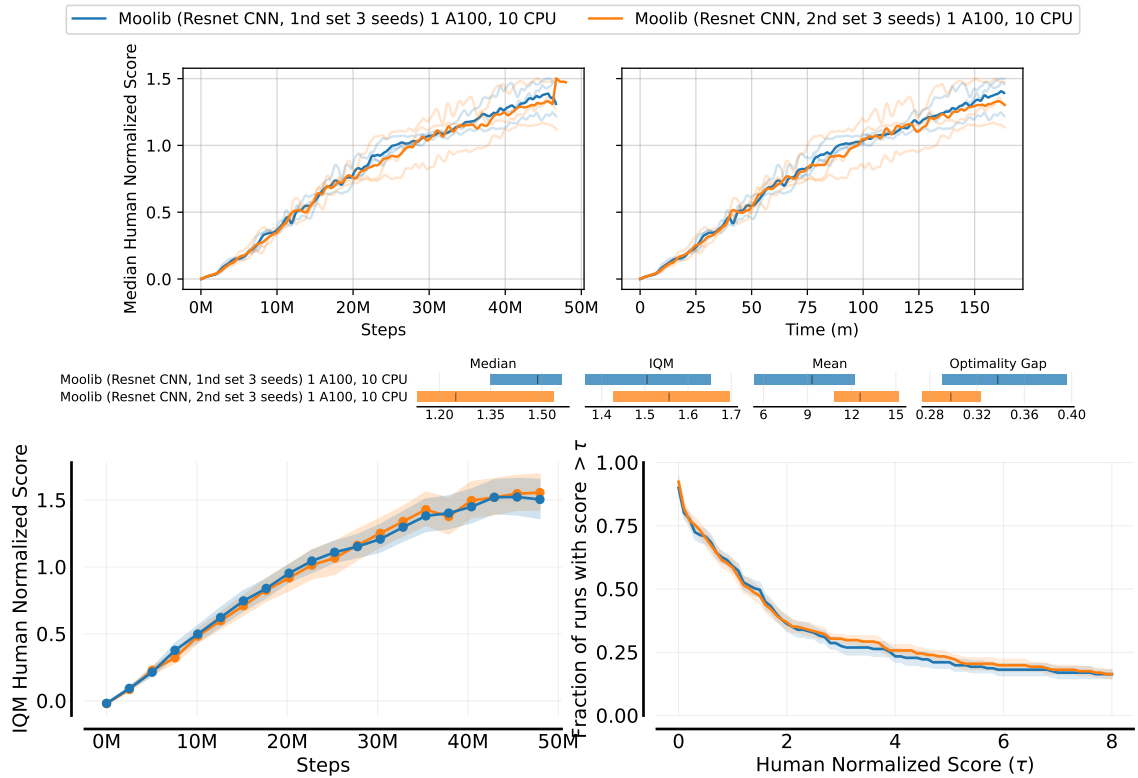 Moolib (Resnet CNN, 1nd set 3 seeds) 1 A100, 10 CPU
Moolib (Resnet CNN, 2nd set 3 seeds) 1 A100, 10 CPU
Median Human Normalized Score
1.5
1.0
0.5
0.0
0M 10M 20M 30M 40M 50M
Steps
0 25 50 75 100 125 150
Time (m)
Median IQM Mean Optimality Gap
Moolib (Resnet CNN, 1nd set 3 seeds) 1 A100, 10 CPU
Moolib (Resnet CNN, 2nd set 3 seeds) 1 A100, 10 CPU
1.20 1.35 1.50 1.4 1.5 1.6 1.7 6 9 12 15 0.28 0.32 0.36 0.40
IQM Human Normalized Score
1.5
1.0
0.5
0.0
0M 10M 20M 30M 40M 50M
Steps
Fraction of runs with score > τ
1.00
0.75
0.50
0.25
0.00
0 2 4 6 8
Human Normalized Score (τ)